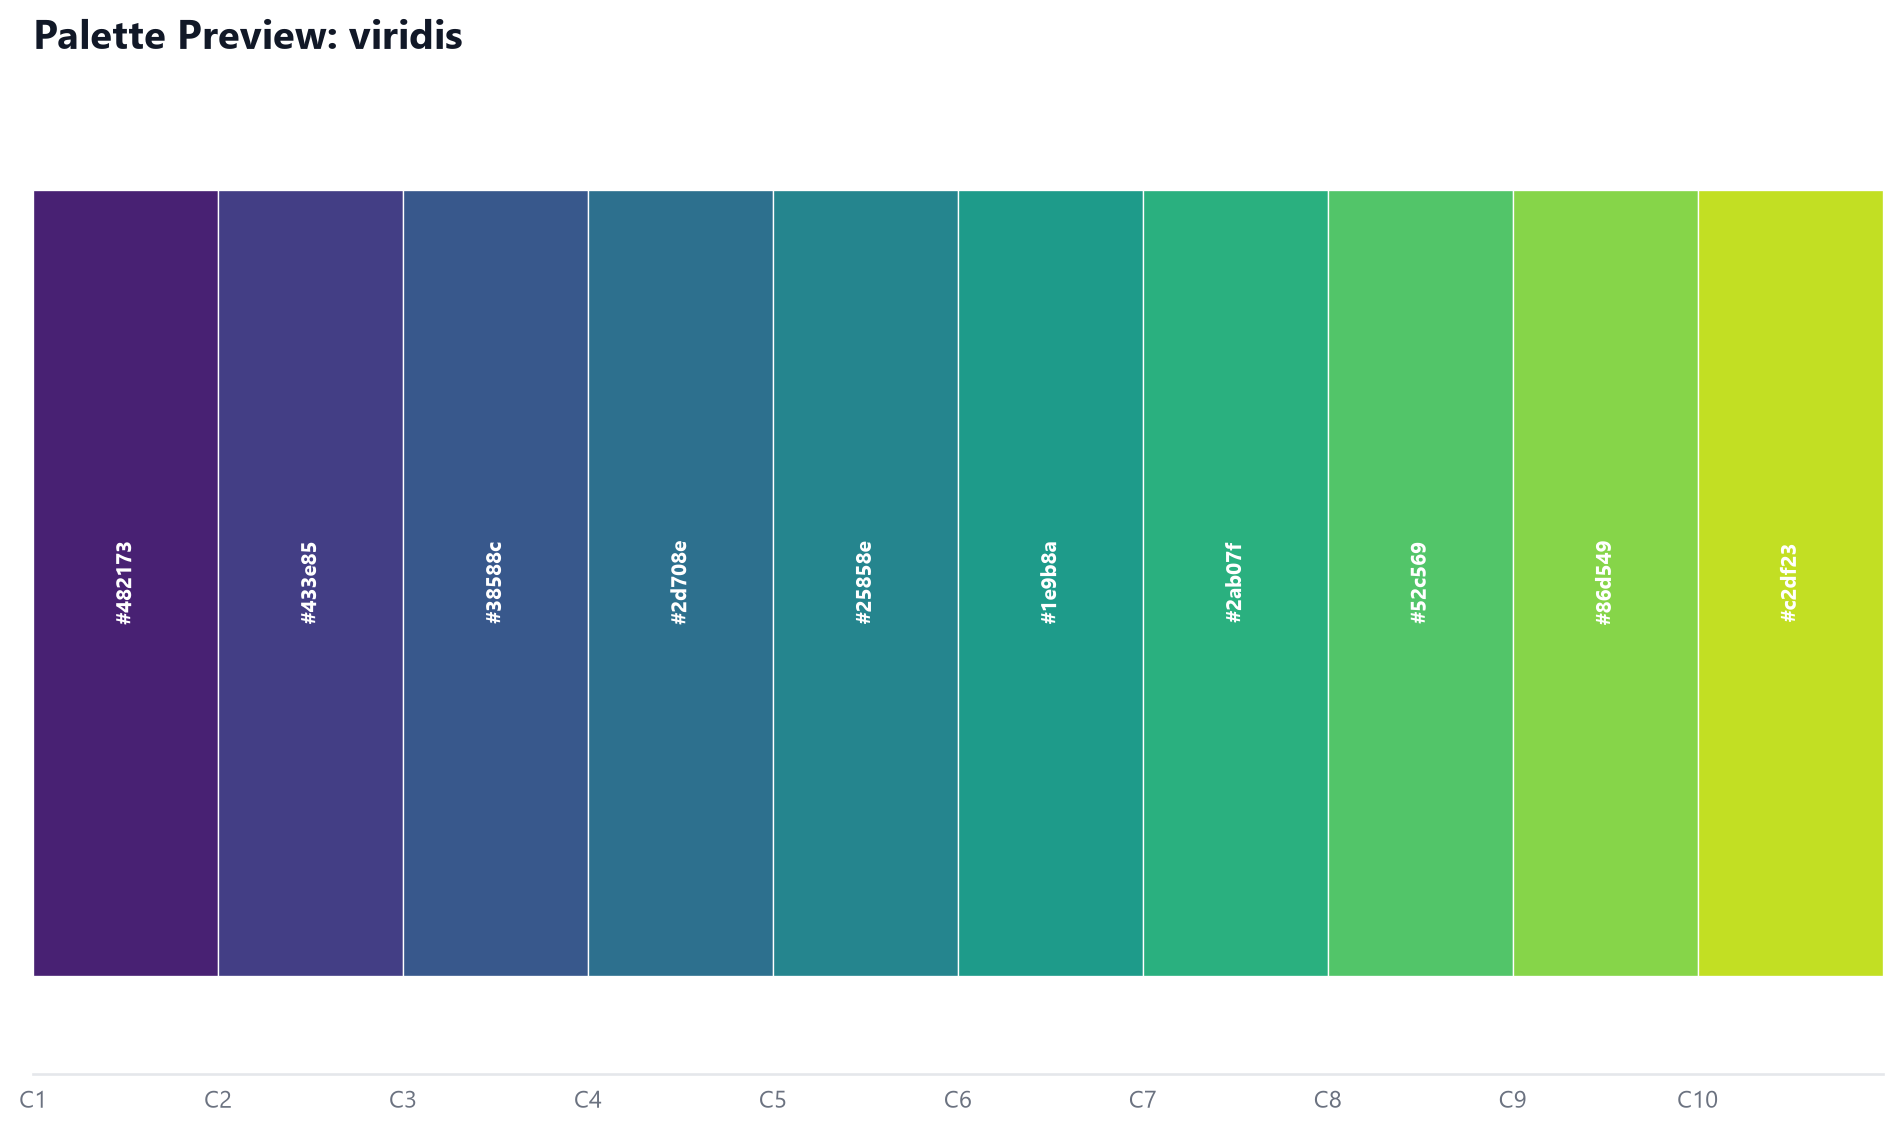 Palette Preview: viridis
#482173
#433e85
#38588c
#2d708e
#25858e
#1e9b8a
#2ab07f
#52c569
#86d549
#c2df23
C1 C2 C3 C4 C5 C6 C7 C8 C9 C10